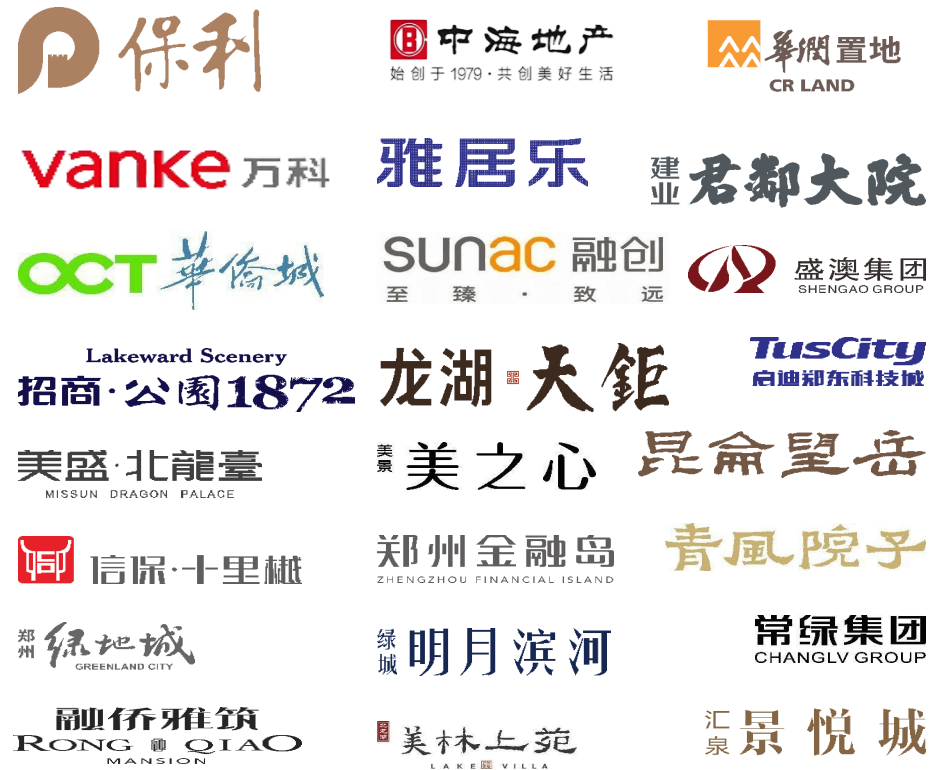 保利
中海地产
始创于1979·共创美好生活
華潤置地
CR LAND
vanke 万科
雅居乐
建业 君鄰大院
OCT 華僑城
sunac 融创
至臻·致远
盛澳集团
SHENGAO GROUP
Lakeward Scenery
招商·公園1872
龙湖 天鉅
TusCity
启迪郑东科技城
美盛·北龍臺
MISSUN DRAGON PALACE
美景 美之心
昆侖望岳
信保·十里樾
郑州金融岛
ZHENGZHOU FINANCIAL ISLAND
青風院子
郑州 绿地城
GREENLAND CITY
绿城 明月滨河
常绿集团
CHANGLV GROUP
融侨雅筑
RONG QIAO
MANSION
美林上苑
LAKE VILLA
汇泉 景悦城